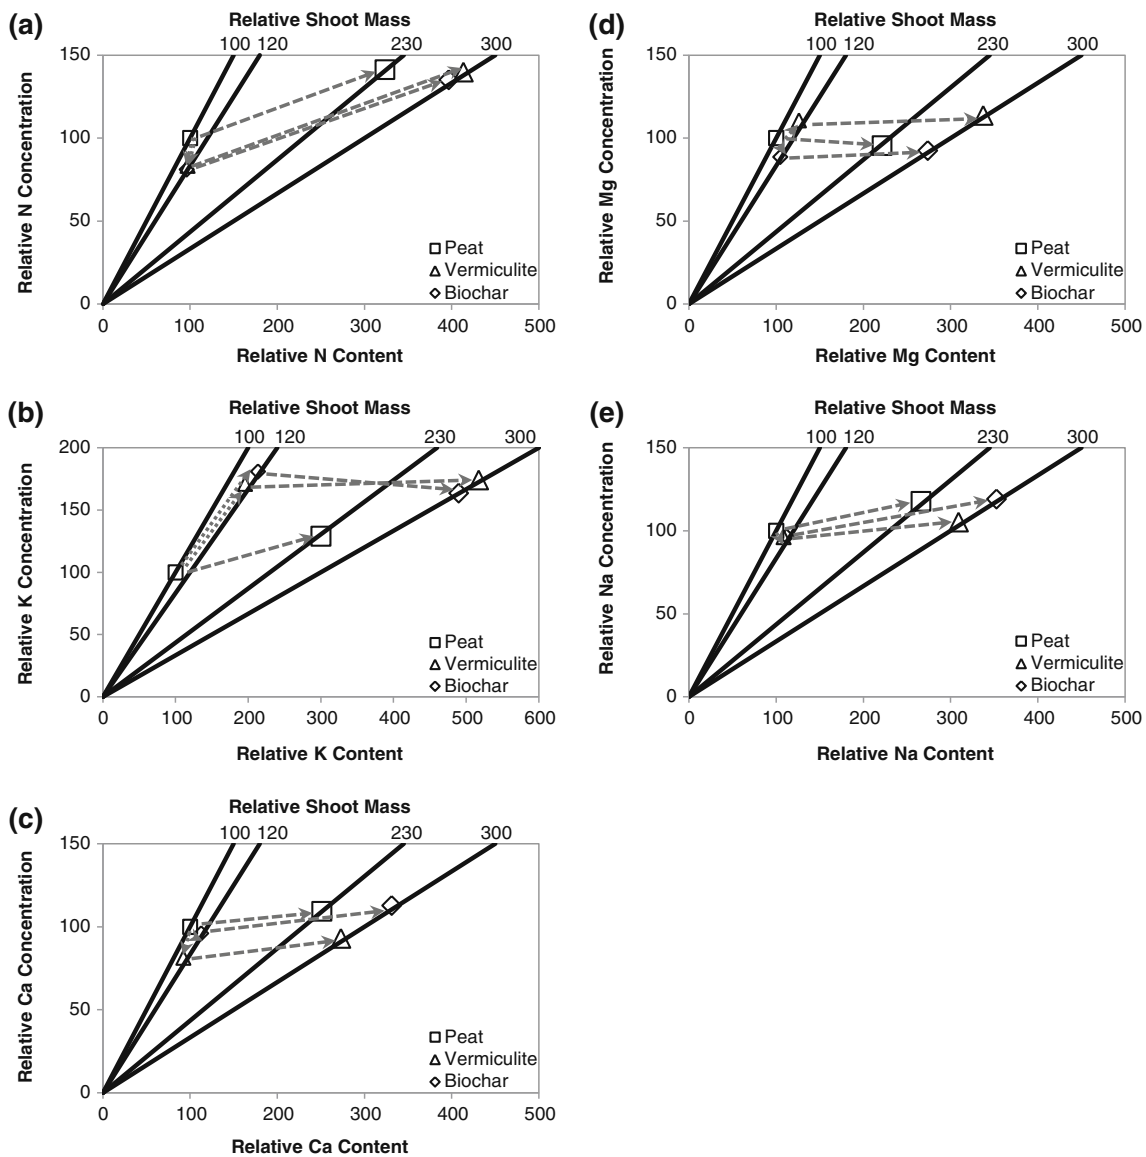 (a)
Relative Shoot Mass
100 120 230 300
150
100
50
0
Relative N Concentration
Peat
Vermiculite
Biochar
0 100 200 300 400 500
Relative N Content
(d)
Relative Shoot Mass
100 120 230 300
150
100
50
0
Relative Mg Concentration
Peat
Vermiculite
Biochar
0 100 200 300 400 500
Relative Mg Content
(b)
Relative Shoot Mass
100 120 230 300
200
150
100
50
0
Relative K Concentration
Peat
Vermiculite
Biochar
0 100 200 300 400 500 600
Relative K Content
(e)
Relative Shoot Mass
100 120 230 300
150
100
50
0
Relative Na Concentration
Peat
Vermiculite
Biochar
0 100 200 300 400 500
Relative Na Content
(c)
Relative Shoot Mass
100 120 230 300
150
100
50
0
Relative Ca Concentration
Peat
Vermiculite
Biochar
0 100 200 300 400 500
Relative Ca Content